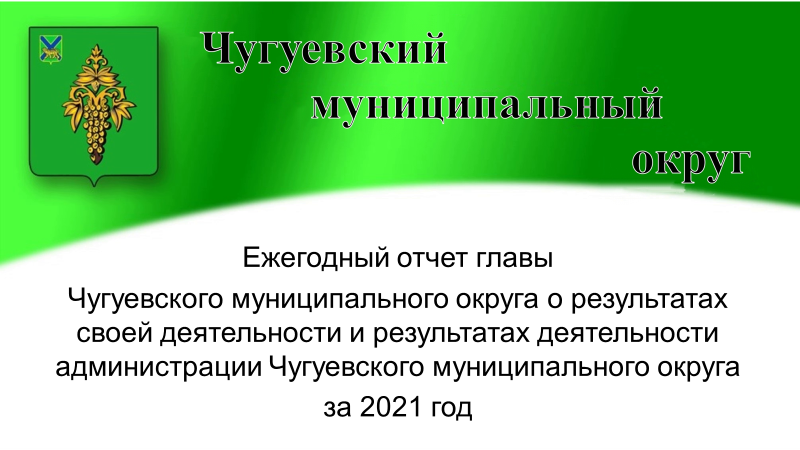 Чугуевский
муниципальный
округ
Ежегодный отчет главы
Чугуевского муниципального округа о результатах
своей деятельности и результатах деятельности
администрации Чугуевского муниципального округа
за 2021 год